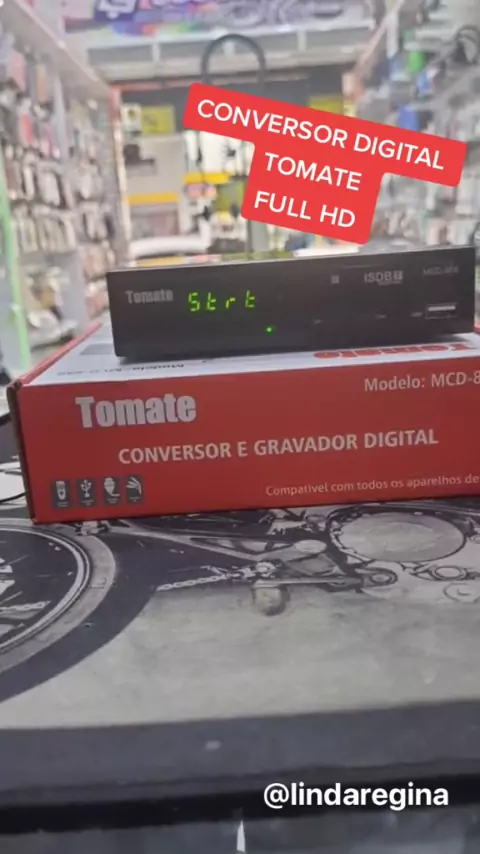 CONVERSOR DIGITAL
TOMATE
FULL HD
Tomate
Strt
ISDB T
Tomate
Modelo: MCD-8
Tomate
CONVERSOR E GRAVADOR DIGITAL
Compatível com todos os aparelhos de
@lindaregina